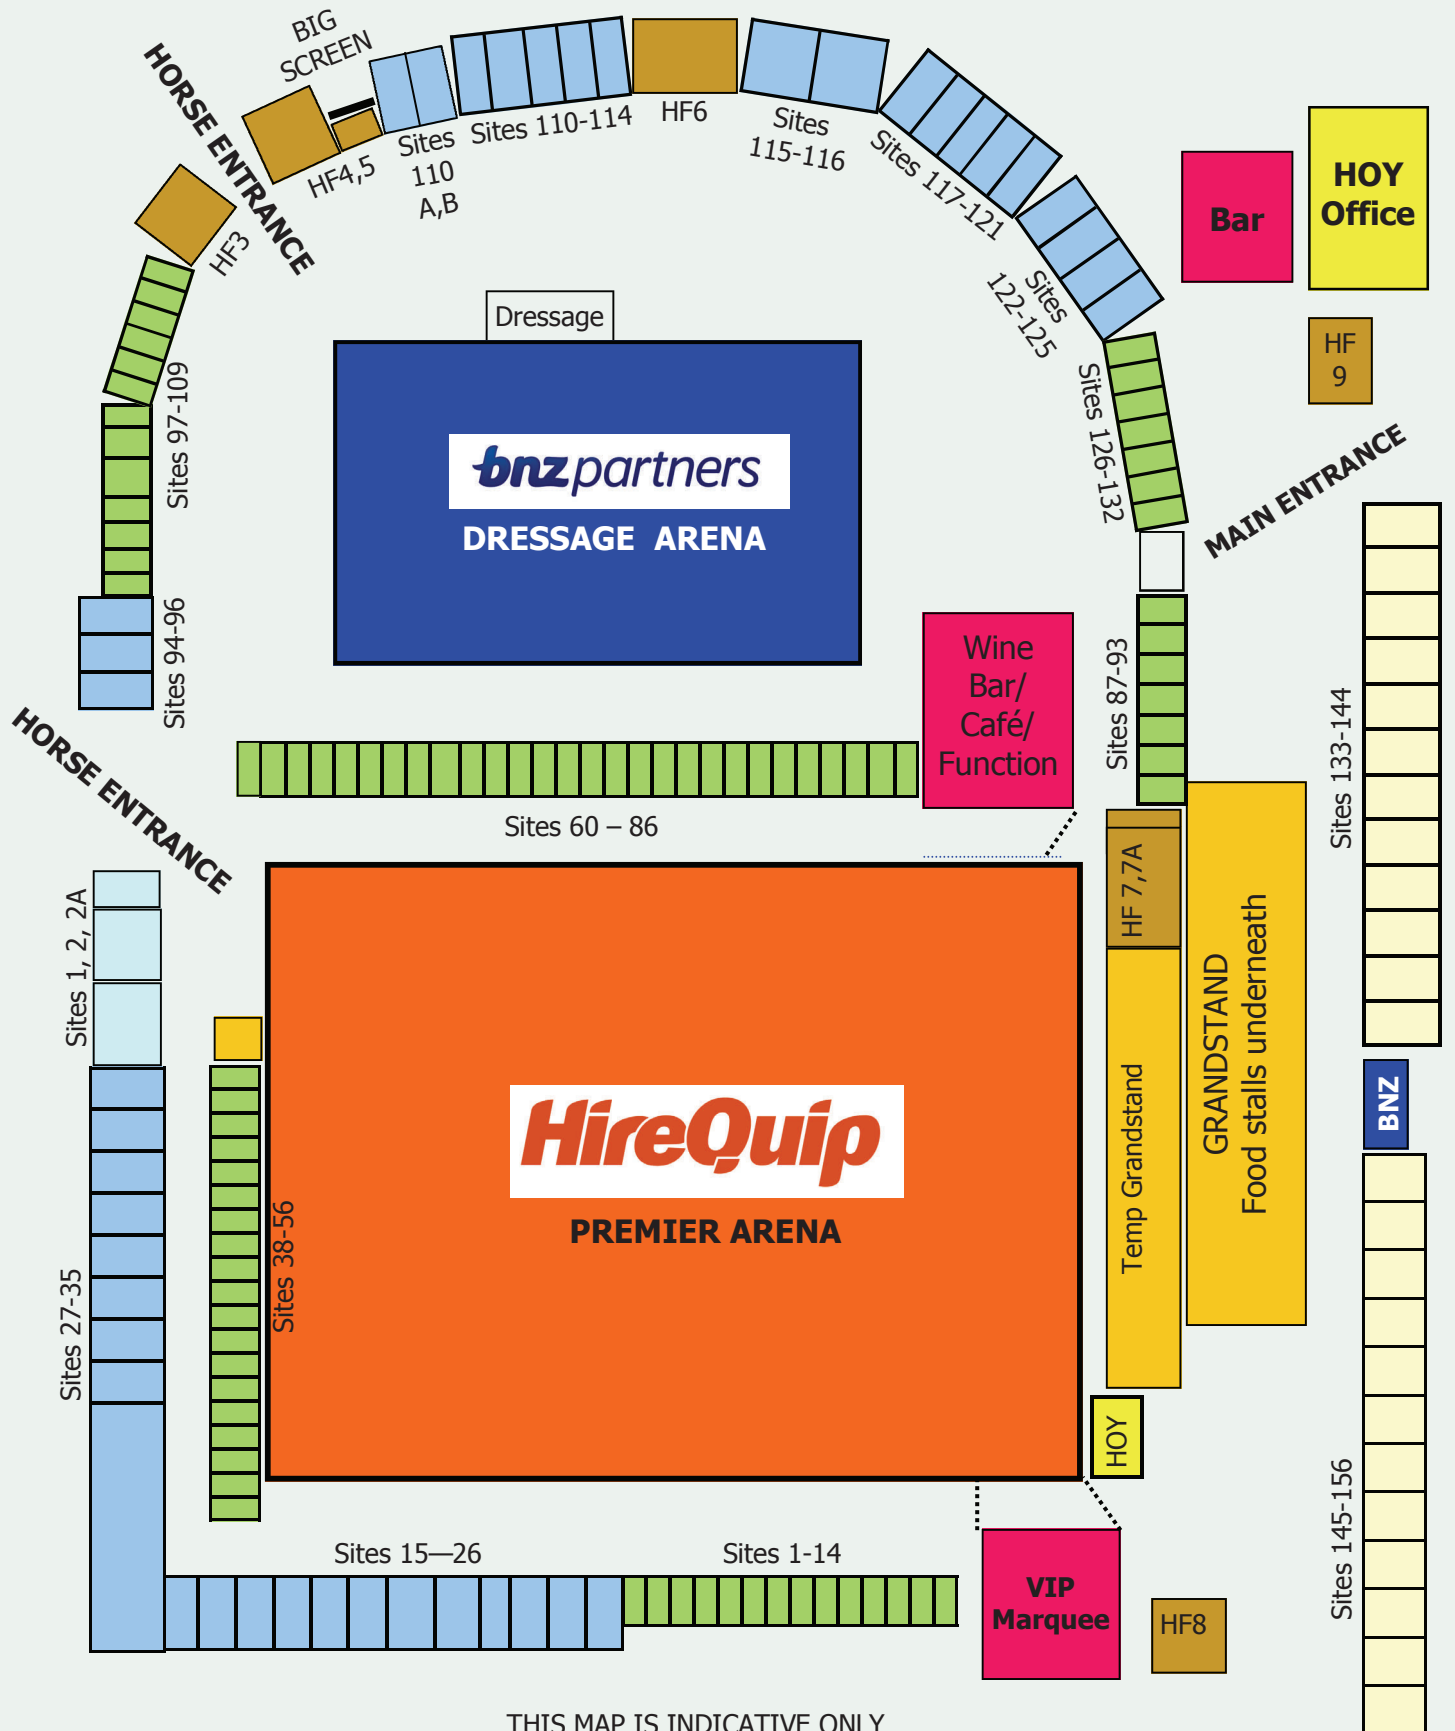 BIG
SCREEN
HORSE ENTRANCE
HF4,5
Sites
110
A,B
Sites 110-114
HF6
Sites
115-116
Sites 117-121
Sites
122-125
Bar
HOY
Office
HF
9
HF3
Dressage
Sites 97-109
Sites 126-132
MAIN ENTRANCE
bnz partners
DRESSAGE ARENA
Sites 94-96
Wine
Bar/
Café/
Function
Sites 87-93
Sites 133-144
HORSE ENTRANCE
Sites 60 – 86
Sites 1, 2, 2A
HF 7,7A
GRANDSTAND
Food stalls underneath
Temp Grandstand
BNZ
HireQuip
PREMIER ARENA
Sites 38-56
Sites 27-35
HOY
Sites 145-156
Sites 15—26
Sites 1-14
VIP
Marquee
HF8
THIS MAP IS INDICATIVE ONLY